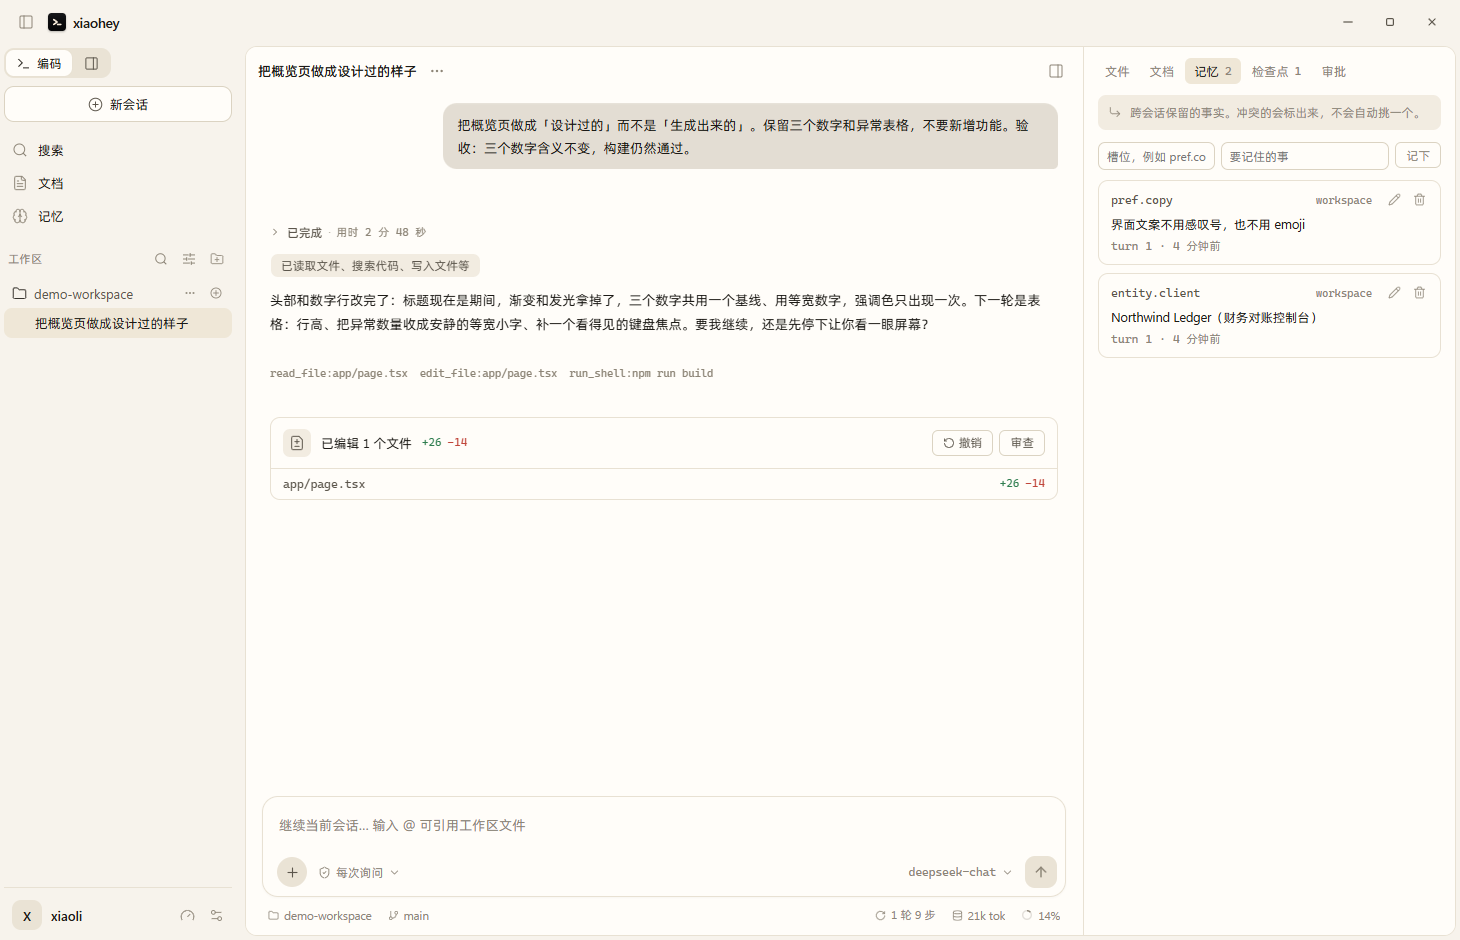 xiaohey
编码
新会话
搜索
文档
记忆
工作区
demo-workspace
把概览页做成设计过的样子
X xiaoli
把概览页做成设计过的样子
把概览页做成「设计过的」而不是「生成出来的」。保留三个数字和异常表格，不要新增功能。验
收：三个数字含义不变，构建仍然通过。
已完成 · 用时 2 分 48 秒
已读取文件、搜索代码、写入文件等
头部和数字行改完了：标题现在是期间，渐变和发光拿掉了，三个数字共用一个基线、用等宽数字，强调色只出现一次。下一轮是表
格：行高、把异常数量收成安静的等宽小字、补一个看得见的键盘焦点。要我继续，还是先停下让你看一眼屏幕？
read_file:app/page.tsx edit_file:app/page.tsx run_shell:npm run build
已编辑 1 个文件 +26 −14
撤销 审查
app/page.tsx +26 −14
继续当前会话... 输入 @ 可引用工作区文件
每次询问 deepseek-chat
demo-workspace main 1 轮 9 步 21k tok 14%
文件 文档 记忆 2 检查点 1 审批
跨会话保留的事实。冲突的会标出来，不会自动挑一个。
槽位，例如 pref.co 要记住的事 记下
pref.copy workspace
界面文案不用感叹号，也不用 emoji
turn 1 · 4 分钟前
entity.client workspace
Northwind Ledger（财务对账控制台）
turn 1 · 4 分钟前